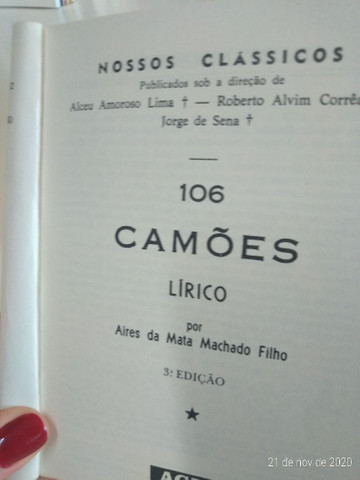 NOSSOS CLÁSSICOS
Publicados sob a direção de
Alceu Amoroso Lima † — Roberto Alvim Corrêa
Jorge de Sena †
106
CAMÕES
LÍRICO
por
Aires da Mata Machado Filho
3ª EDIÇÃO
21 de nov de 2020